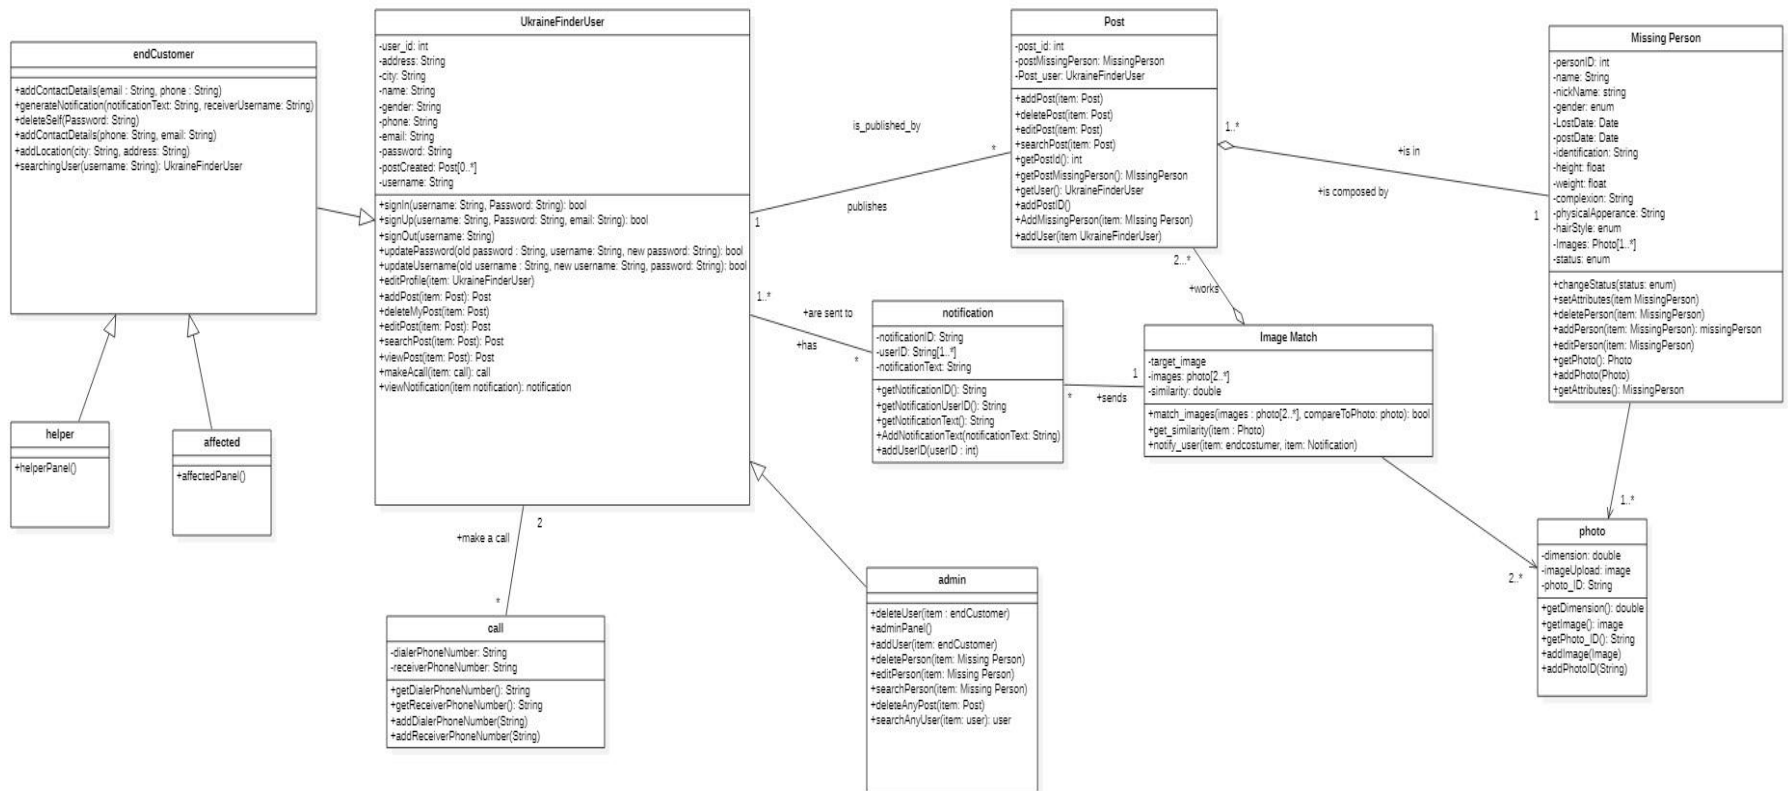 endCustomer
+addContactDetails(email : String, phone : String)
+generateNotification(notificationText: String, receiverUsername: String)
+deleteSelf(Password: String)
+addContactDetails(phone: String, email: String)
+addLocation(city: String, address: String)
+searchingUser(username: String): UkraineFinderUser
helper
+helperPanel()
affected
+affectedPanel()
UkraineFinderUser
-user_id: int
-address: String
-city: String
-name: String
-gender: String
-phone: String
-email: String
-password: String
-postCreated: Post[0..*]
-username: String
+signIn(username: String, Password: String): bool
+signUp(username: String, Password: String, email: String): bool
+signOut(username: String)
+updatePassword(old password : String, username: String, new password: String): bool
+updateUsername(old username : String, new username: String, password: String): bool
+editProfile(item: UkraineFinderUser)
+addPost(item: Post): Post
+deleteMyPost(item: Post)
+editPost(item: Post): Post
+searchPost(item: Post): Post
+viewPost(item: Post): Post
+makeAcall(item: call): call
+viewNotification(item notification): notification
2
+make a call
*
call
-dialerPhoneNumber: String
-receiverPhoneNumber: String
+getDialerPhoneNumber(): String
+getReceiverPhoneNumber(): String
+addDialerPhoneNumber(String)
+addReceiverPhoneNumber(String)
is_published_by
*
publishes
1
1..*
+are sent to
+has
*
notification
-notificationID: String
-userID: String[1..*]
-notificationText: String
+getNotificationID(): String
+getNotificationUserID(): String
+getNotificationText(): String
+AddNotificationText(notificationText: String)
+addUserID(userID : int)
admin
+deleteUser(item : endCustomer)
+adminPanel()
+addUser(item: endCustomer)
+deletePerson(item: Missing Person)
+editPerson(item: Missing Person)
+searchPerson(item: Missing Person)
+deleteAnyPost(item: Post)
+searchAnyUser(item: user): user
Post
-post_id: int
-postMissingPerson: MissingPerson
-Post_user: UkraineFinderUser
+addPost(item: Post)
+deletePost(item: Post)
+editPost(item: Post)
+searchPost(item: Post)
+getPostId(): int
+getPostMissingPerson(): MIssingPerson
+getUser(): UkraineFinderUser
+addPostID()
+AddMissingPerson(item: MIssing Person)
+addUser(item UkraineFinderUser)
1..*
+is in
+is composed by
1
2...*
+works
Image Match
-target_image
-images: photo[2..*]
-similarity: double
+match_images(images : photo[2..*], compareToPhoto: photo): bool
+get_similarity(item : Photo)
+notify_user(item: endcostumer, item: Notification)
1
+sends
*
Missing Person
-personID: int
-name: String
-nickName: string
-gender: enum
-LostDate: Date
-postDate: Date
-identification: String
-height: float
-weight: float
-complexion: String
-physicalApperance: String
-hairStyle: enum
-Images: Photo[1..*]
-status: enum
+changeStatus(status: enum)
+setAttributes(item MissingPerson)
+deletePerson(item: MissingPerson)
+addPerson(item: MissingPerson): missingPerson
+editPerson(item: MissingPerson)
+getPhoto(): Photo
+addPhoto(Photo)
+getAttributes(): MissingPerson
1..*
2..*
photo
-dimension: double
-imageUpload: image
-photo_ID: String
+getDimension(): double
+getImage(): image
+getPhoto_ID(): String
+addImage(Image)
+addPhotoID(String)